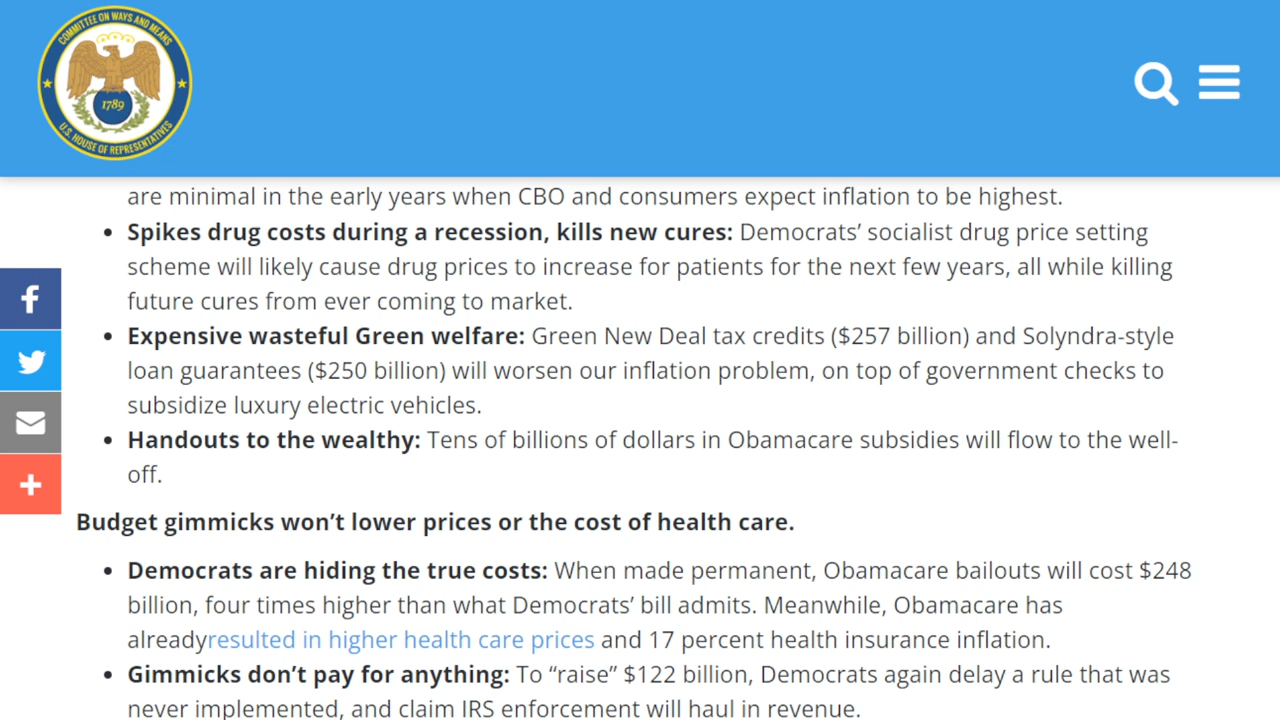 COMMITTEE ON WAYS AND MEANS
1789
U.S. HOUSE OF REPRESENTATIVES
are minimal in the early years when CBO and consumers expect inflation to be highest.
• Spikes drug costs during a recession, kills new cures: Democrats’ socialist drug price setting
scheme will likely cause drug prices to increase for patients for the next few years, all while killing
future cures from ever coming to market.
• Expensive wasteful Green welfare: Green New Deal tax credits ($257 billion) and Solyndra-style
loan guarantees ($250 billion) will worsen our inflation problem, on top of government checks to
subsidize luxury electric vehicles.
• Handouts to the wealthy: Tens of billions of dollars in Obamacare subsidies will flow to the well-
off.
Budget gimmicks won’t lower prices or the cost of health care.
• Democrats are hiding the true costs: When made permanent, Obamacare bailouts will cost $248
billion, four times higher than what Democrats’ bill admits. Meanwhile, Obamacare has
alreadyresulted in higher health care prices and 17 percent health insurance inflation.
• Gimmicks don’t pay for anything: To “raise” $122 billion, Democrats again delay a rule that was
never implemented, and claim IRS enforcement will haul in revenue.